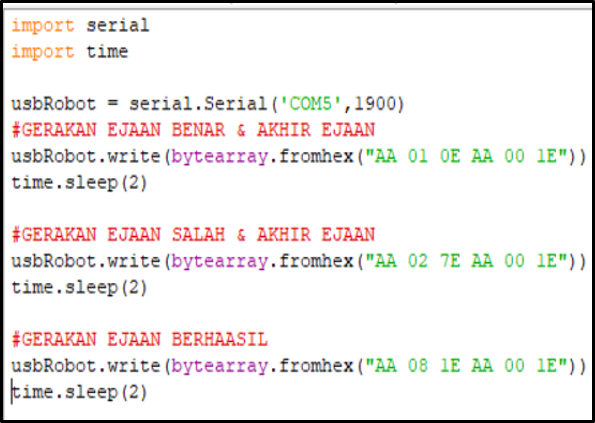 import serial
import time
usbRobot = serial.Serial('COM5',1900)
#GERAKAN EJAAN BENAR & AKHIR EJAAN
usbRobot.write(bytearray.fromhex("AA 01 0E AA 00 1E"))
time.sleep(2)
#GERAKAN EJAAN SALAH & AKHIR EJAAN
usbRobot.write(bytearray.fromhex("AA 02 7E AA 00 1E"))
time.sleep(2)
#GERAKAN EJAAN BERHAASIL
usbRobot.write(bytearray.fromhex("AA 08 1E AA 00 1E"))
time.sleep(2)